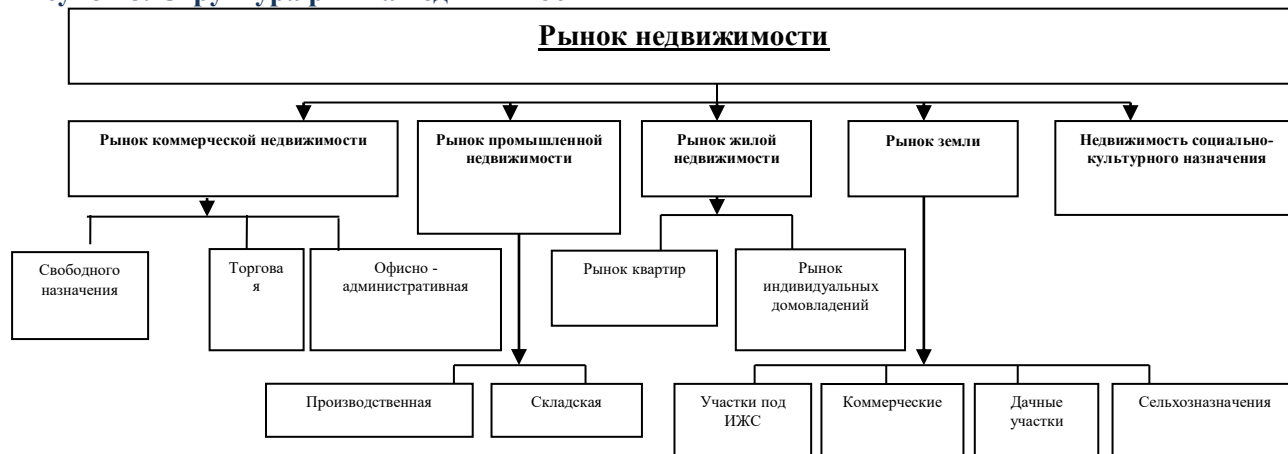 Рынок недвижимости
Рынок коммерческой недвижимости
Рынок промышленной
недвижимости
Рынок жилой
недвижимости
Рынок земли
Недвижимость социально-
культурного назначения
Свободного
назначения
Торгова
я
Офисно -
административная
Рынок квартир
Рынок
индивидуальных
домовладений
Производственная
Складская
Участки под
ИЖС
Коммерческие
Дачные
участки
Сельхозназначения